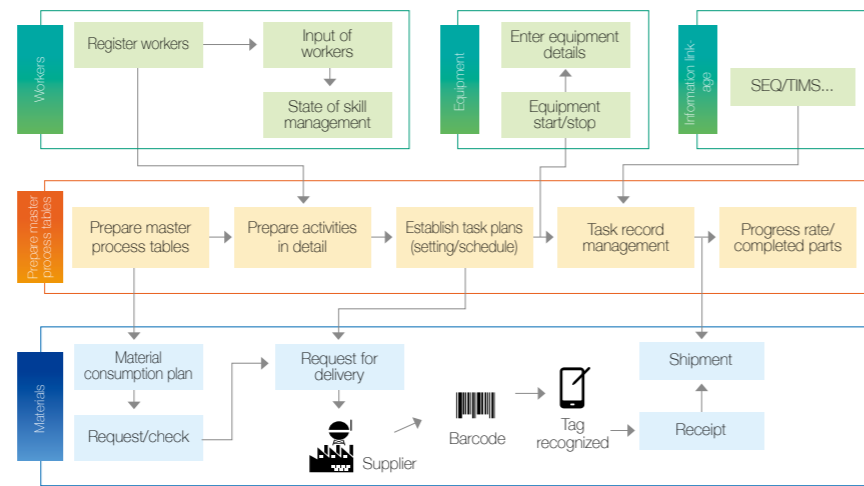 Workers
Register workers
Input of
workers
State of skill
management
Equipment
Enter equipment
details
Equipment
start/stop
Information link-
age
SEQ/TIMS...
Prepare master
process tables
Prepare master
process tables
Prepare activities
in detail
Establish task plans
(setting/schedule)
Task record
management
Progress rate/
completed parts
Materials
Material
consumption plan
Request/check
Request for
delivery
Supplier
Barcode
Tag
recognized
Shipment
Receipt